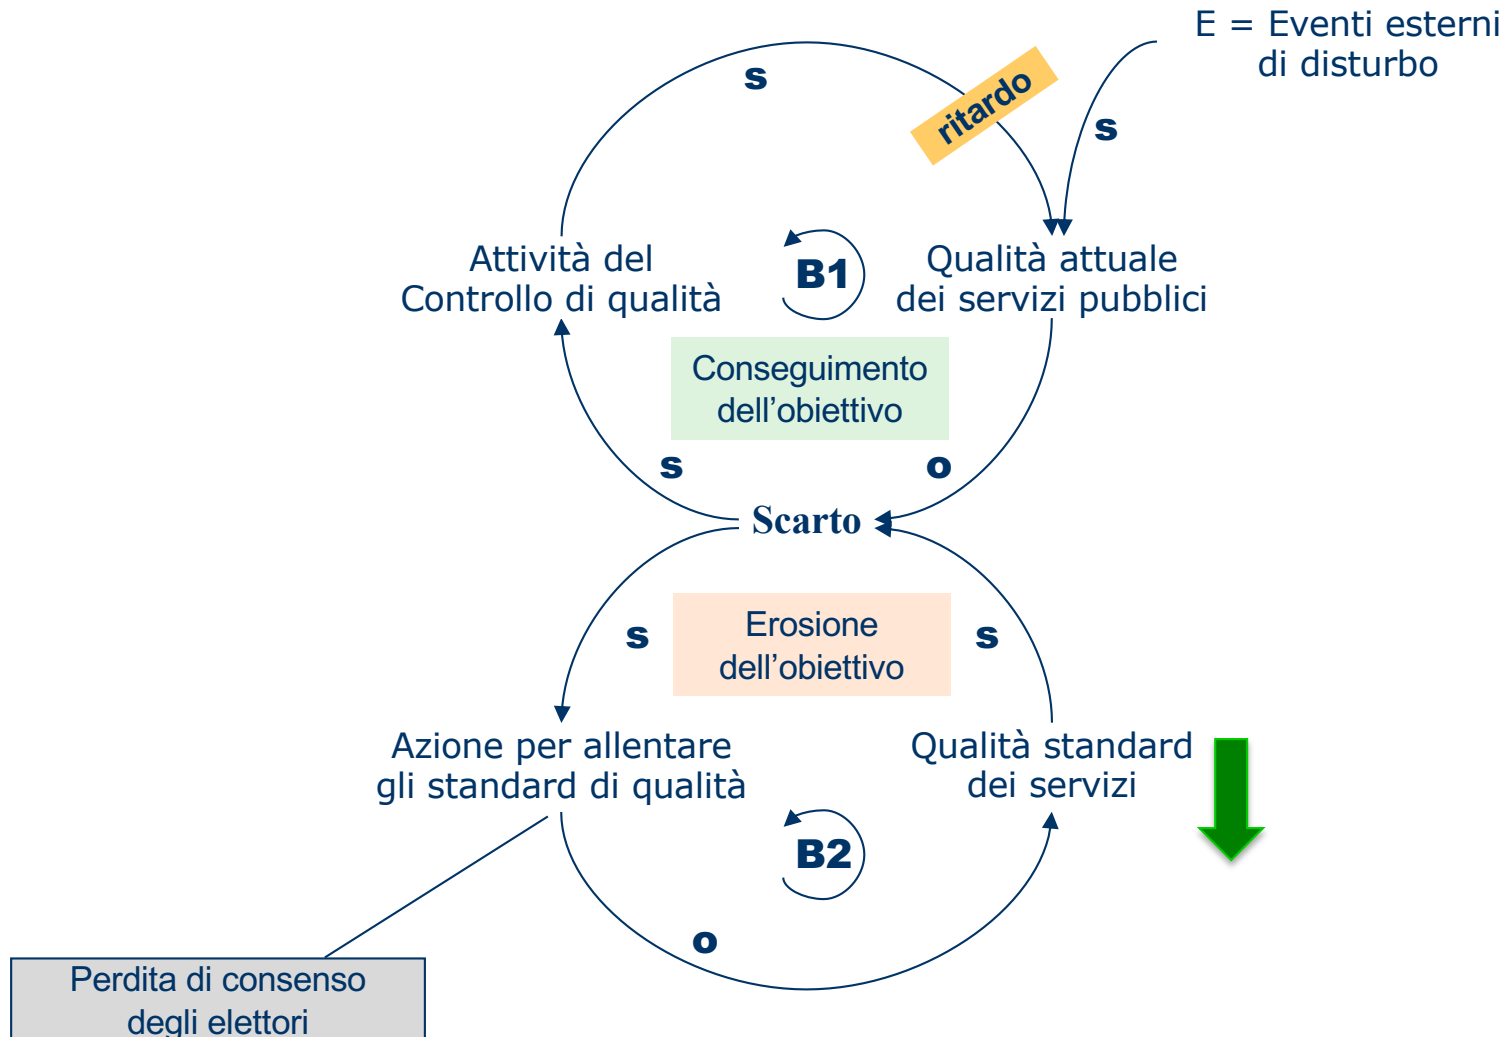 E = Eventi esterni
di disturbo
s
ritardo
s
Attività del
Controllo di qualità
B1
Qualità attuale
dei servizi pubblici
Conseguimento
dell’obiettivo
s
o
Scarto
Erosione
dell’obiettivo
s
s
Azione per allentare
gli standard di qualità
Qualità standard
dei servizi
B2
o
Perdita di consenso
degli elettori